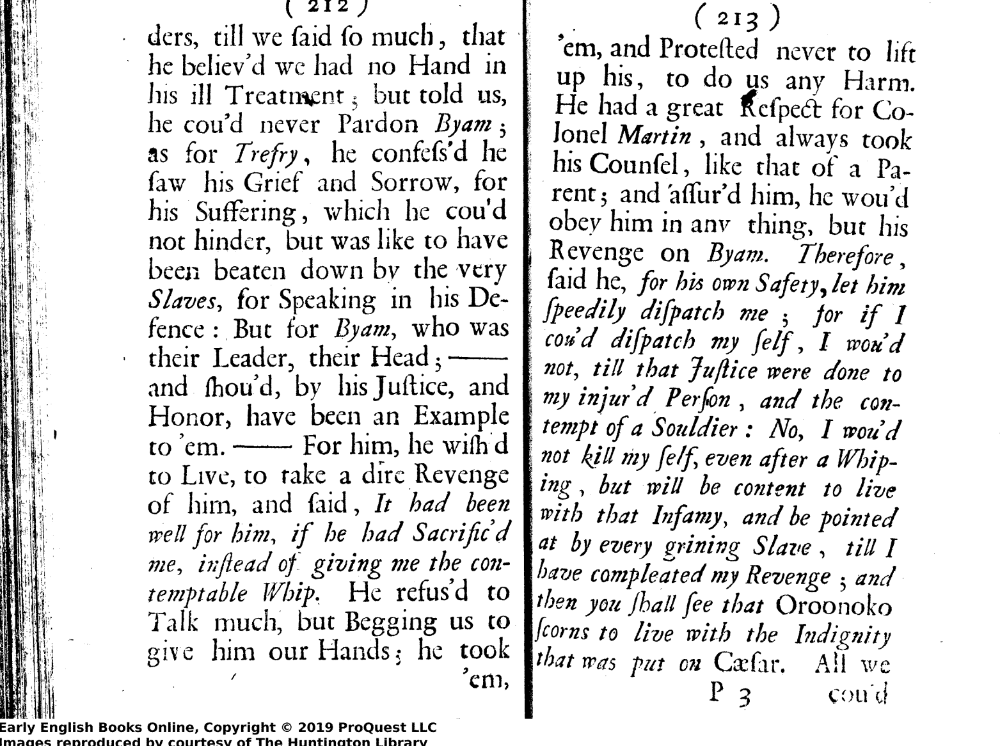 ( 212 )
ders, till we ſaid ſo much, that
he believ'd we had no Hand in
his ill Treatment; but told us,
he cou'd never Pardon Byam;
as for Trefry, he confeſs'd he
ſaw his Grief and Sorrow, for
his Suffering, which he cou'd
not hinder, but was like to have
been beaten down by the very
Slaves, for Speaking in his De-
fence: But for Byam, who was
their Leader, their Head; ——
and ſhou'd, by his Juſtice, and
Honor, have been an Example
to 'em. —— For him, he wiſh'd
to Live, to take a dire Revenge
of him, and ſaid, It had been
well for him, if he had Sacrific'd
me, inſtead of giving me the con-
temptable Whip. He refus'd to
Talk much, but Begging us to
give him our Hands; he took
'em,
( 213 )
'em, and Proteſted never to lift
up his, to do us any Harm.
He had a great Reſpect for Co-
lonel Martin, and always took
his Counſel, like that of a Pa-
rent; and aſſur'd him, he wou'd
obey him in any thing, but his
Revenge on Byam. Therefore,
ſaid he, for his own Safety, let him
ſpeedily diſpatch me; for if I
cou'd diſpatch my ſelf, I wou'd
not, till that Juſtice were done to
my injur'd Perſon, and the con-
tempt of a Souldier: No, I wou'd
not kill my ſelf, even after a Whip-
ing, but will be content to live
with that Infamy, and be pointed
at by every grining Slave, till I
have compleated my Revenge; and
then you ſhall ſee that Oroonoko
ſcorns to live with the Indignity
that was put on Cæſar. All we
P 3 cou'd
Early English Books Online, Copyright © 2019 ProQuest LLC
Images reproduced by courtesy of The Huntington Library